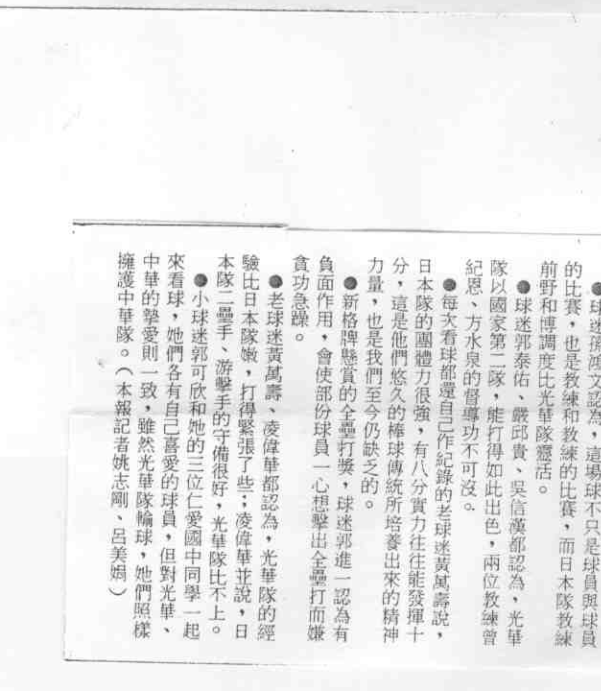 ●球迷孫鴻文認為，這場球不只是球員與球員
的比賽，也是教練和教練的比賽，而日本隊教練
前野和博調度比光華隊靈活。
●球迷郭泰佑、嚴邱貴、吳信漢都認為，光華
隊以國家第二隊，能打得如此出色，兩位教練曾
紀恩、方水泉的督導功不可沒。
●每次看球都還自己作紀錄的老球迷黃萬壽說，
日本隊的團體力很強，有八分實力往往能發揮十
分，這是他們悠久的棒球傳統所培養出來的精神
力量，也是我們至今仍缺乏的。
●新格牌懸賞的全壘打獎，球迷郭進一認為有
負面作用，會使部份球員一心想擊出全壘打而嫌
貪功急躁。
●老球迷黃萬壽、凌偉華都認為，光華隊的經
驗比日本隊嫩，打得緊張了些；凌偉華並說，日
本隊二壘手、游擊手的守備很好，光華隊比不上。
●小球迷郭可欣和她的三位仁愛國中同學一起
來看球，她們各有自己喜愛的球員，但對光華、
中華的摯愛則一致，雖然光華隊輸球，她們照樣
擁護中華隊。（本報記者姚志剛、呂美娟）